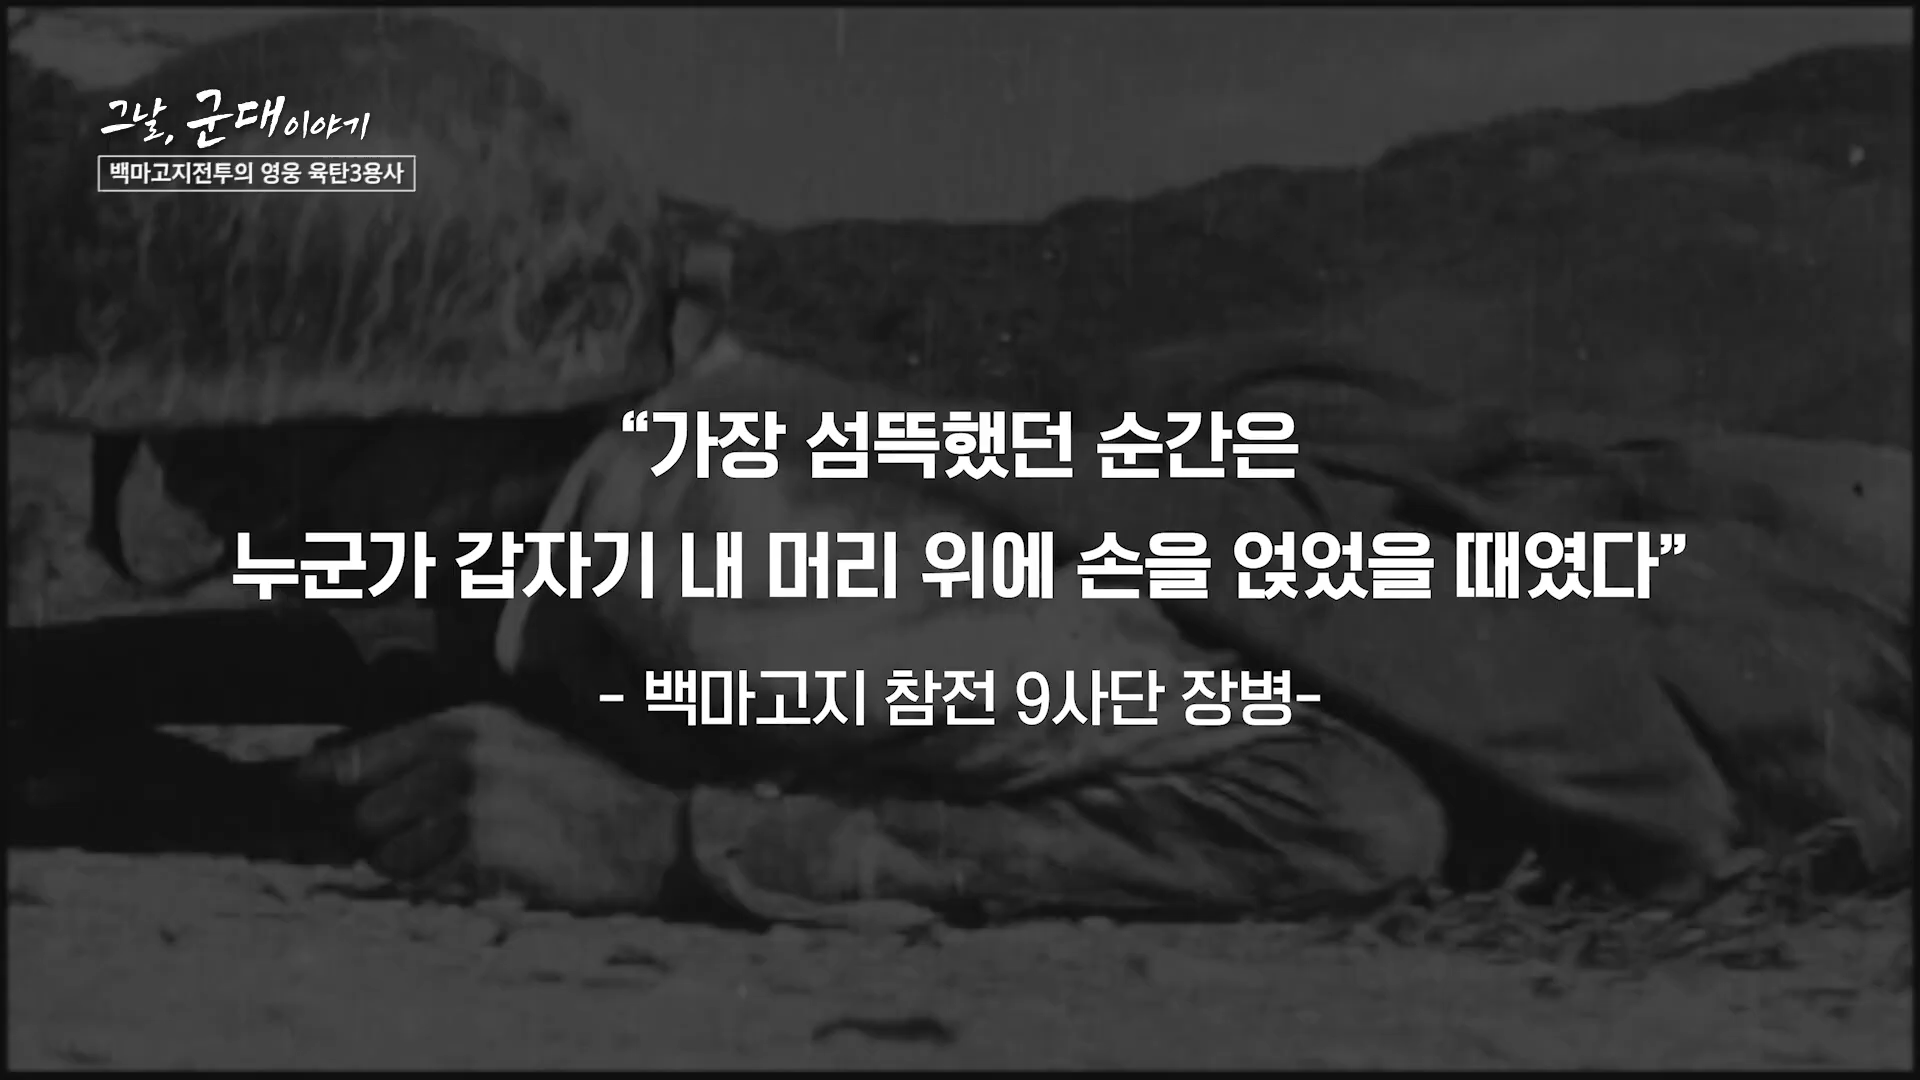 그날, 군대이야기
백마고지전투의 영웅 육탄3용사
“가장 섬뜩했던 순간은
누군가 갑자기 내 머리 위에 손을 얹었을 때였다”
- 백마고지 참전 9사단 장병-